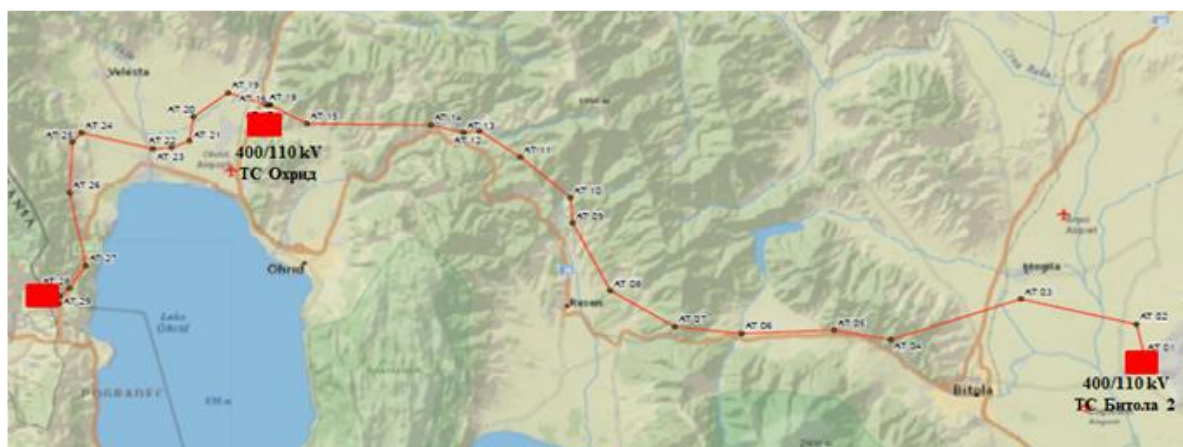 Velesta
AT 19
AT 18
AT 20
AT 15
AT 24
AT 25
AT 21
AT 22
AT 23
AT 14
AT 13
AT 12
AT 11
400/110 kV
ТС Охрид
AT 26
AT 10
AT 09
Ohrid
AT 27
AT 28
AT 29
Lake
Ohrid
AT 08
Resen
AT 07
AT 06
AT 05
AT 04
Mogila
AT 03
AT 02
AT 01
400/110 kV
ТС Битола 2
Bitola
POGRADEC